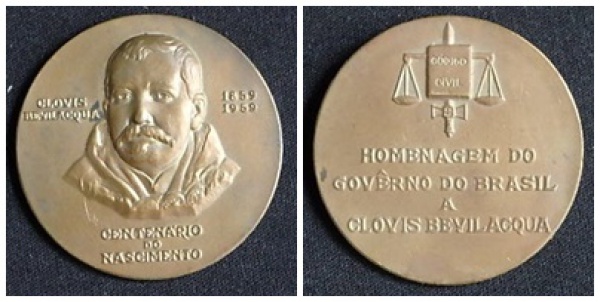 CLOVIS
BEVILACQUA
1859
1959
CENTENÁRIO
DO
NASCIMENTO
CÓDIGO
CIVIL
HOMENAGEM DO
GOVÊRNO DO BRASIL
A
CLOVIS BEVILACQUA